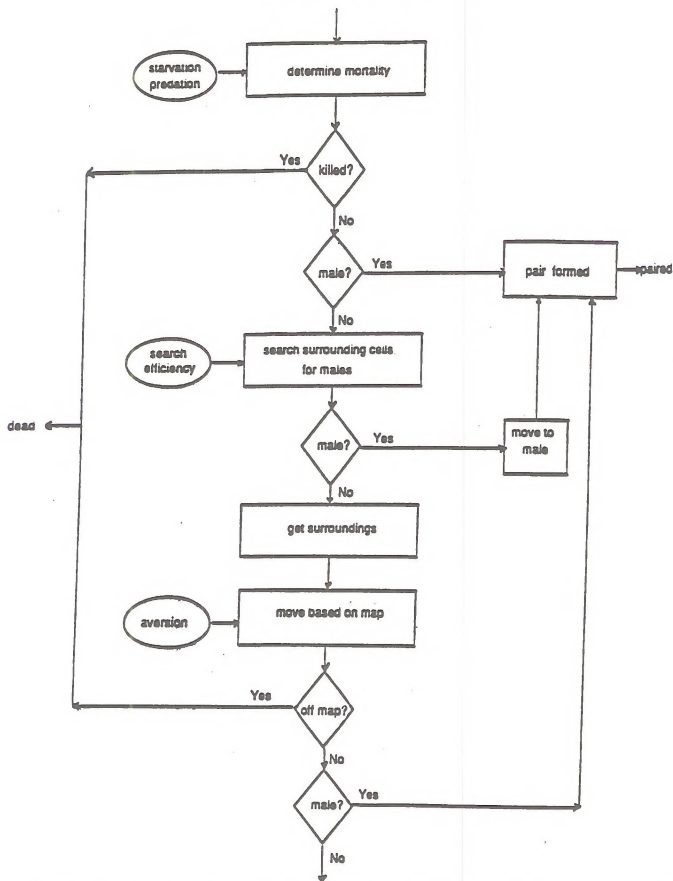 starvation
predation
determine mortality
Yes
killed?
No
male?
Yes
pair formed
paired
No
search
efficiency
search surrounding cells
for males
dead
male?
Yes
move to
male
No
get surroundings
aversion
move based on map
Yes
off map?
No
male?
Yes
No